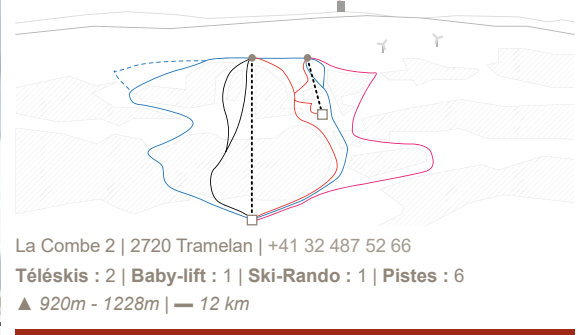 La Combe 2 | 2720 Tramelan | +41 32 487 52 66
Téléskis : 2 | Baby-lift : 1 | Ski-Rando : 1 | Pistes : 6
▲ 920m - 1228m | ▬ 12 km